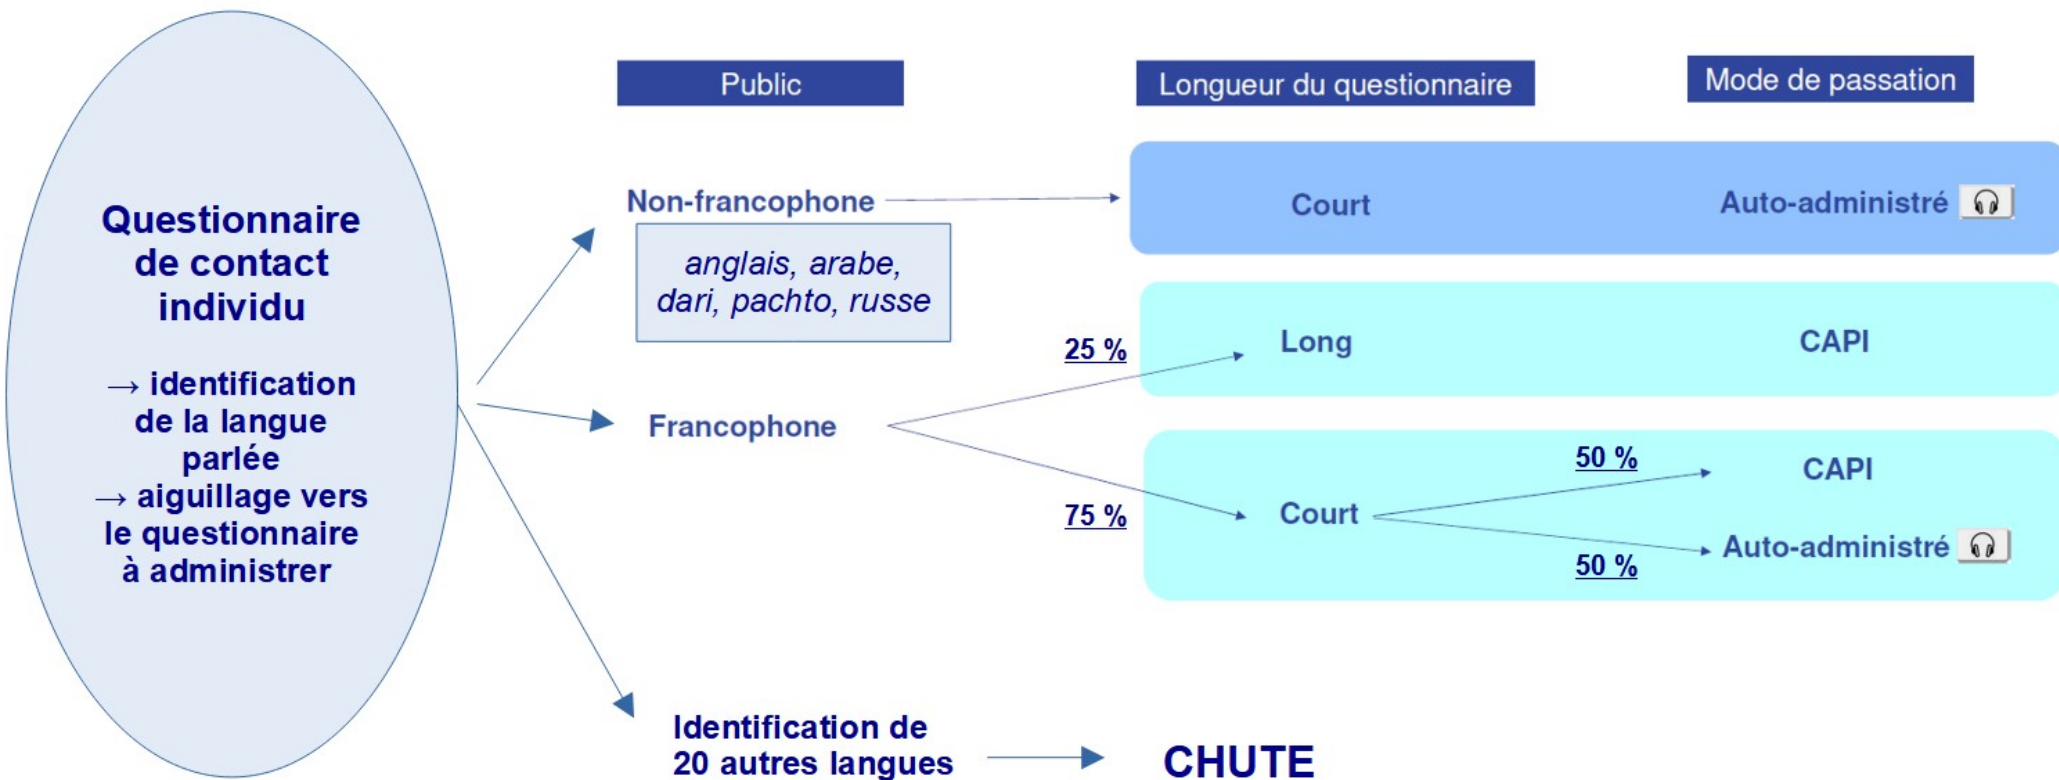 Questionnaire
de contact
individu
→ identification
de la langue
parlée
→ aiguillage vers
le questionnaire
à administrer
Public
Longueur du questionnaire
Mode de passation
Non-francophone
Court
Auto-administré
anglais, arabe,
dari, pachto, russe
25 %
Long
CAPI
Francophone
75 %
Court
50 %
CAPI
50 %
Auto-administré
Identification de
20 autres langues
CHUTE